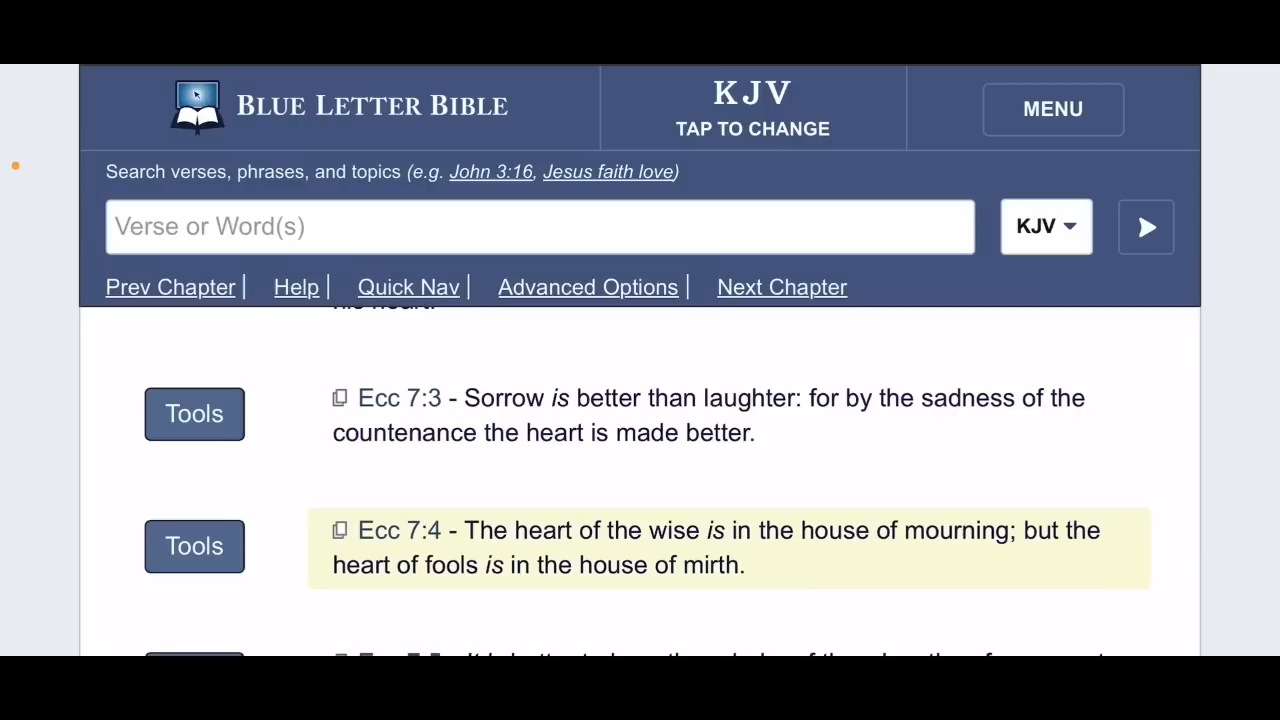 BLUE LETTER BIBLE
KJV
TAP TO CHANGE
MENU
Search verses, phrases, and topics (e.g. John 3:16, Jesus faith love)
Verse or Word(s)
KJV
Prev Chapter | Help | Quick Nav | Advanced Options | Next Chapter
his heart.
Tools
Ecc 7:3 - Sorrow is better than laughter: for by the sadness of the
countenance the heart is made better.
Tools
Ecc 7:4 - The heart of the wise is in the house of mourning; but the
heart of fools is in the house of mirth.